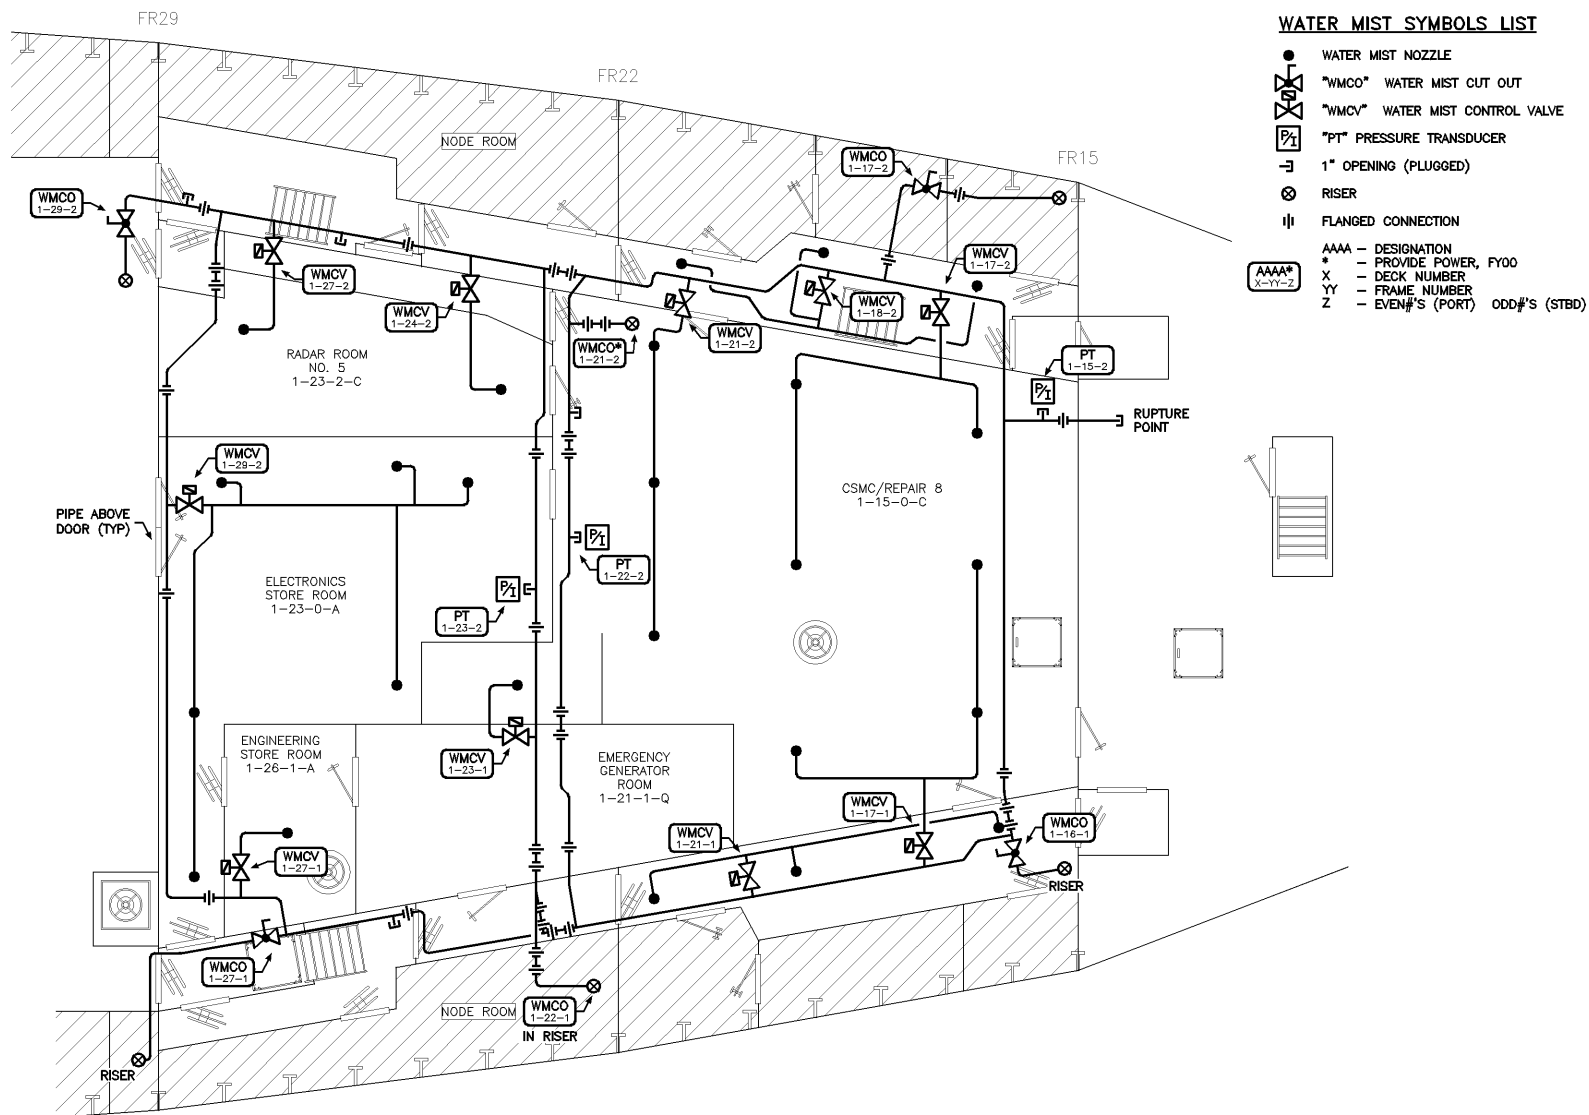 FR29
FR22
FR15
WATER MIST SYMBOLS LIST
WATER MIST NOZZLE
"WMCO" WATER MIST CUT OUT
"WMCV" WATER MIST CONTROL VALVE
P/I "PT" PRESSURE TRANSDUCER
1" OPENING (PLUGGED)
RISER
FLANGED CONNECTION
AAAA*
X-YY-Z
AAAA – DESIGNATION
* – PROVIDE POWER, FY00
X – DECK NUMBER
YY – FRAME NUMBER
Z – EVEN#'S (PORT) ODD#'S (STBD)
NODE ROOM
WMCO
1-17-2
WMCO
1-29-2
WMCV
1-17-2
WMCV
1-27-2
WMCV
1-24-2
WMCV
1-18-2
WMCV
1-21-2
WMCO*
1-21-2
RADAR ROOM
NO. 5
1-23-2-C
PT
1-15-2
P/I
RUPTURE
POINT
WMCV
1-29-2
CSMC/REPAIR 8
1-15-0-C
PIPE ABOVE
DOOR (TYP)
P/I
PT
1-22-2
ELECTRONICS
STORE ROOM
1-23-0-A
P/I
PT
1-23-2
ENGINEERING
STORE ROOM
1-26-1-A
WMCV
1-23-1
EMERGENCY
GENERATOR
ROOM
1-21-1-Q
WMCV
1-17-1
WMCV
1-21-1
WMCO
1-16-1
WMCV
1-27-1
RISER
WMCO
1-27-1
NODE ROOM
WMCO
1-22-1
IN RISER
RISER